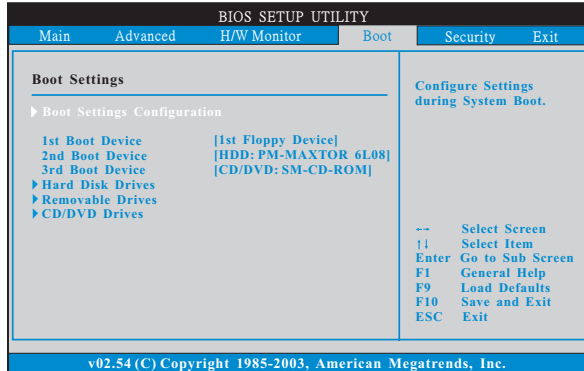 BIOS SETUP UTILITY
Main Advanced H/W Monitor Boot Security Exit
Boot Settings
Boot Settings Configuration
1st Boot Device [1st Floppy Device]
2nd Boot Device [HDD: PM-MAXTOR 6L08]
3rd Boot Device [CD/DVD: SM-CD-ROM]
Hard Disk Drives
Removable Drives
CD/DVD Drives
Configure Settings
during System Boot.
←→ Select Screen
↑↓ Select Item
Enter Go to Sub Screen
F1 General Help
F9 Load Defaults
F10 Save and Exit
ESC Exit
v02.54 (C) Copyright 1985-2003, American Megatrends, Inc.